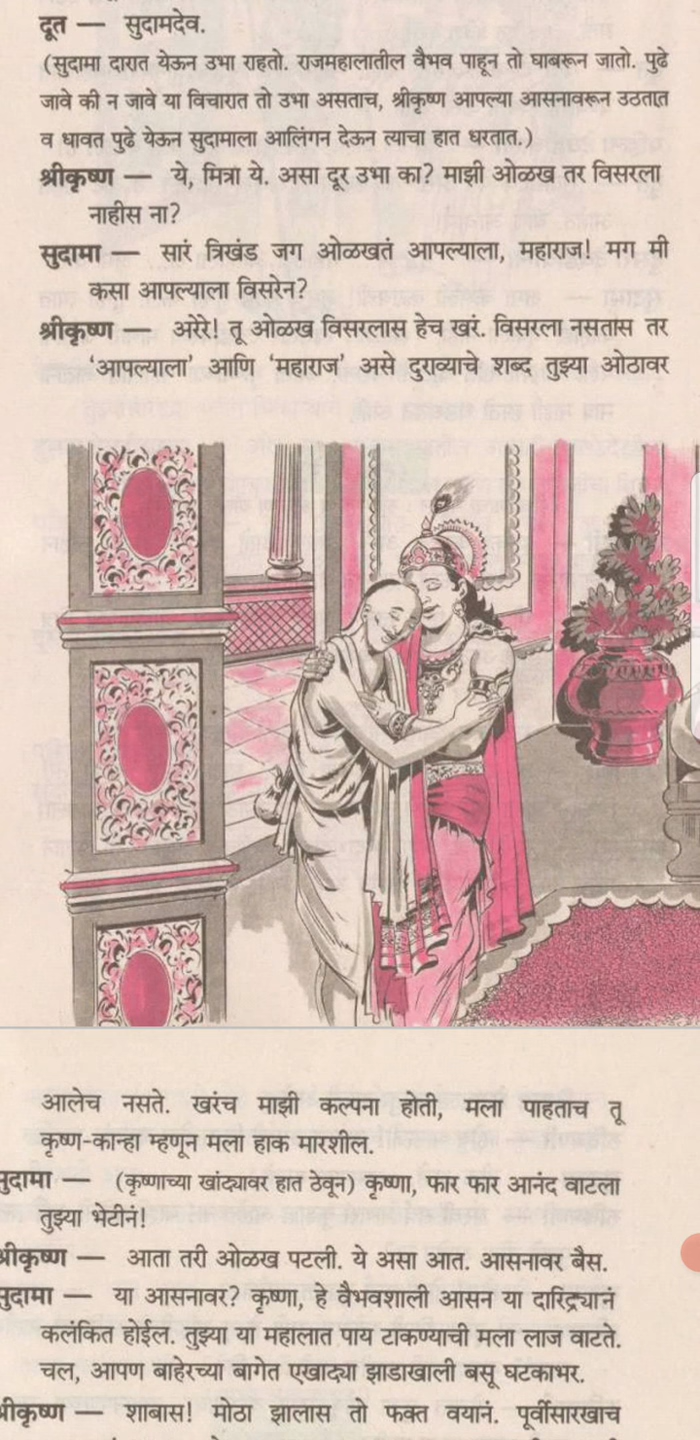 दूत — सुदामदेव.
(सुदामा दारात येऊन उभा राहतो. राजमहालातील वैभव पाहून तो घाबरून जातो. पुढे
जावे की न जावे या विचारात तो उभा असताच, श्रीकृष्ण आपल्या आसनावरून उठतात
व धावत पुढे येऊन सुदामाला आलिंगन देऊन त्याचा हात धरतात.)
श्रीकृष्ण — ये, मित्रा ये. असा दूर उभा का? माझी ओळख तर विसरला
नाहीस ना?
सुदामा — सारं त्रिखंड जग ओळखतं आपल्याला, महाराज! मग मी
कसा आपल्याला विसरेन?
श्रीकृष्ण — अरेरे! तू ओळख विसरलास हेच खरं. विसरला नसतास तर
‘आपल्याला’ आणि ‘महाराज’ असे दुराव्याचे शब्द तुझ्या ओठावर
आलेच नसते. खरंच माझी कल्पना होती, मला पाहताच तू
कृष्ण-कान्हा म्हणून मला हाक मारशील.
सुदामा — (कृष्णाच्या खांद्यावर हात ठेवून) कृष्णा, फार फार आनंद वाटला
तुझ्या भेटीनं!
श्रीकृष्ण — आता तरी ओळख पटली. ये असा आत. आसनावर बैस.
सुदामा — या आसनावर? कृष्णा, हे वैभवशाली आसन या दारिद्र्यानं
कलंकित होईल. तुझ्या या महालात पाय टाकण्याची मला लाज वाटते.
चल, आपण बाहेरच्या बागेत एखाद्या झाडाखाली बसू घटकाभर.
श्रीकृष्ण — शाबास! मोठा झालास तो फक्त वयानं. पूर्वीसारखाच